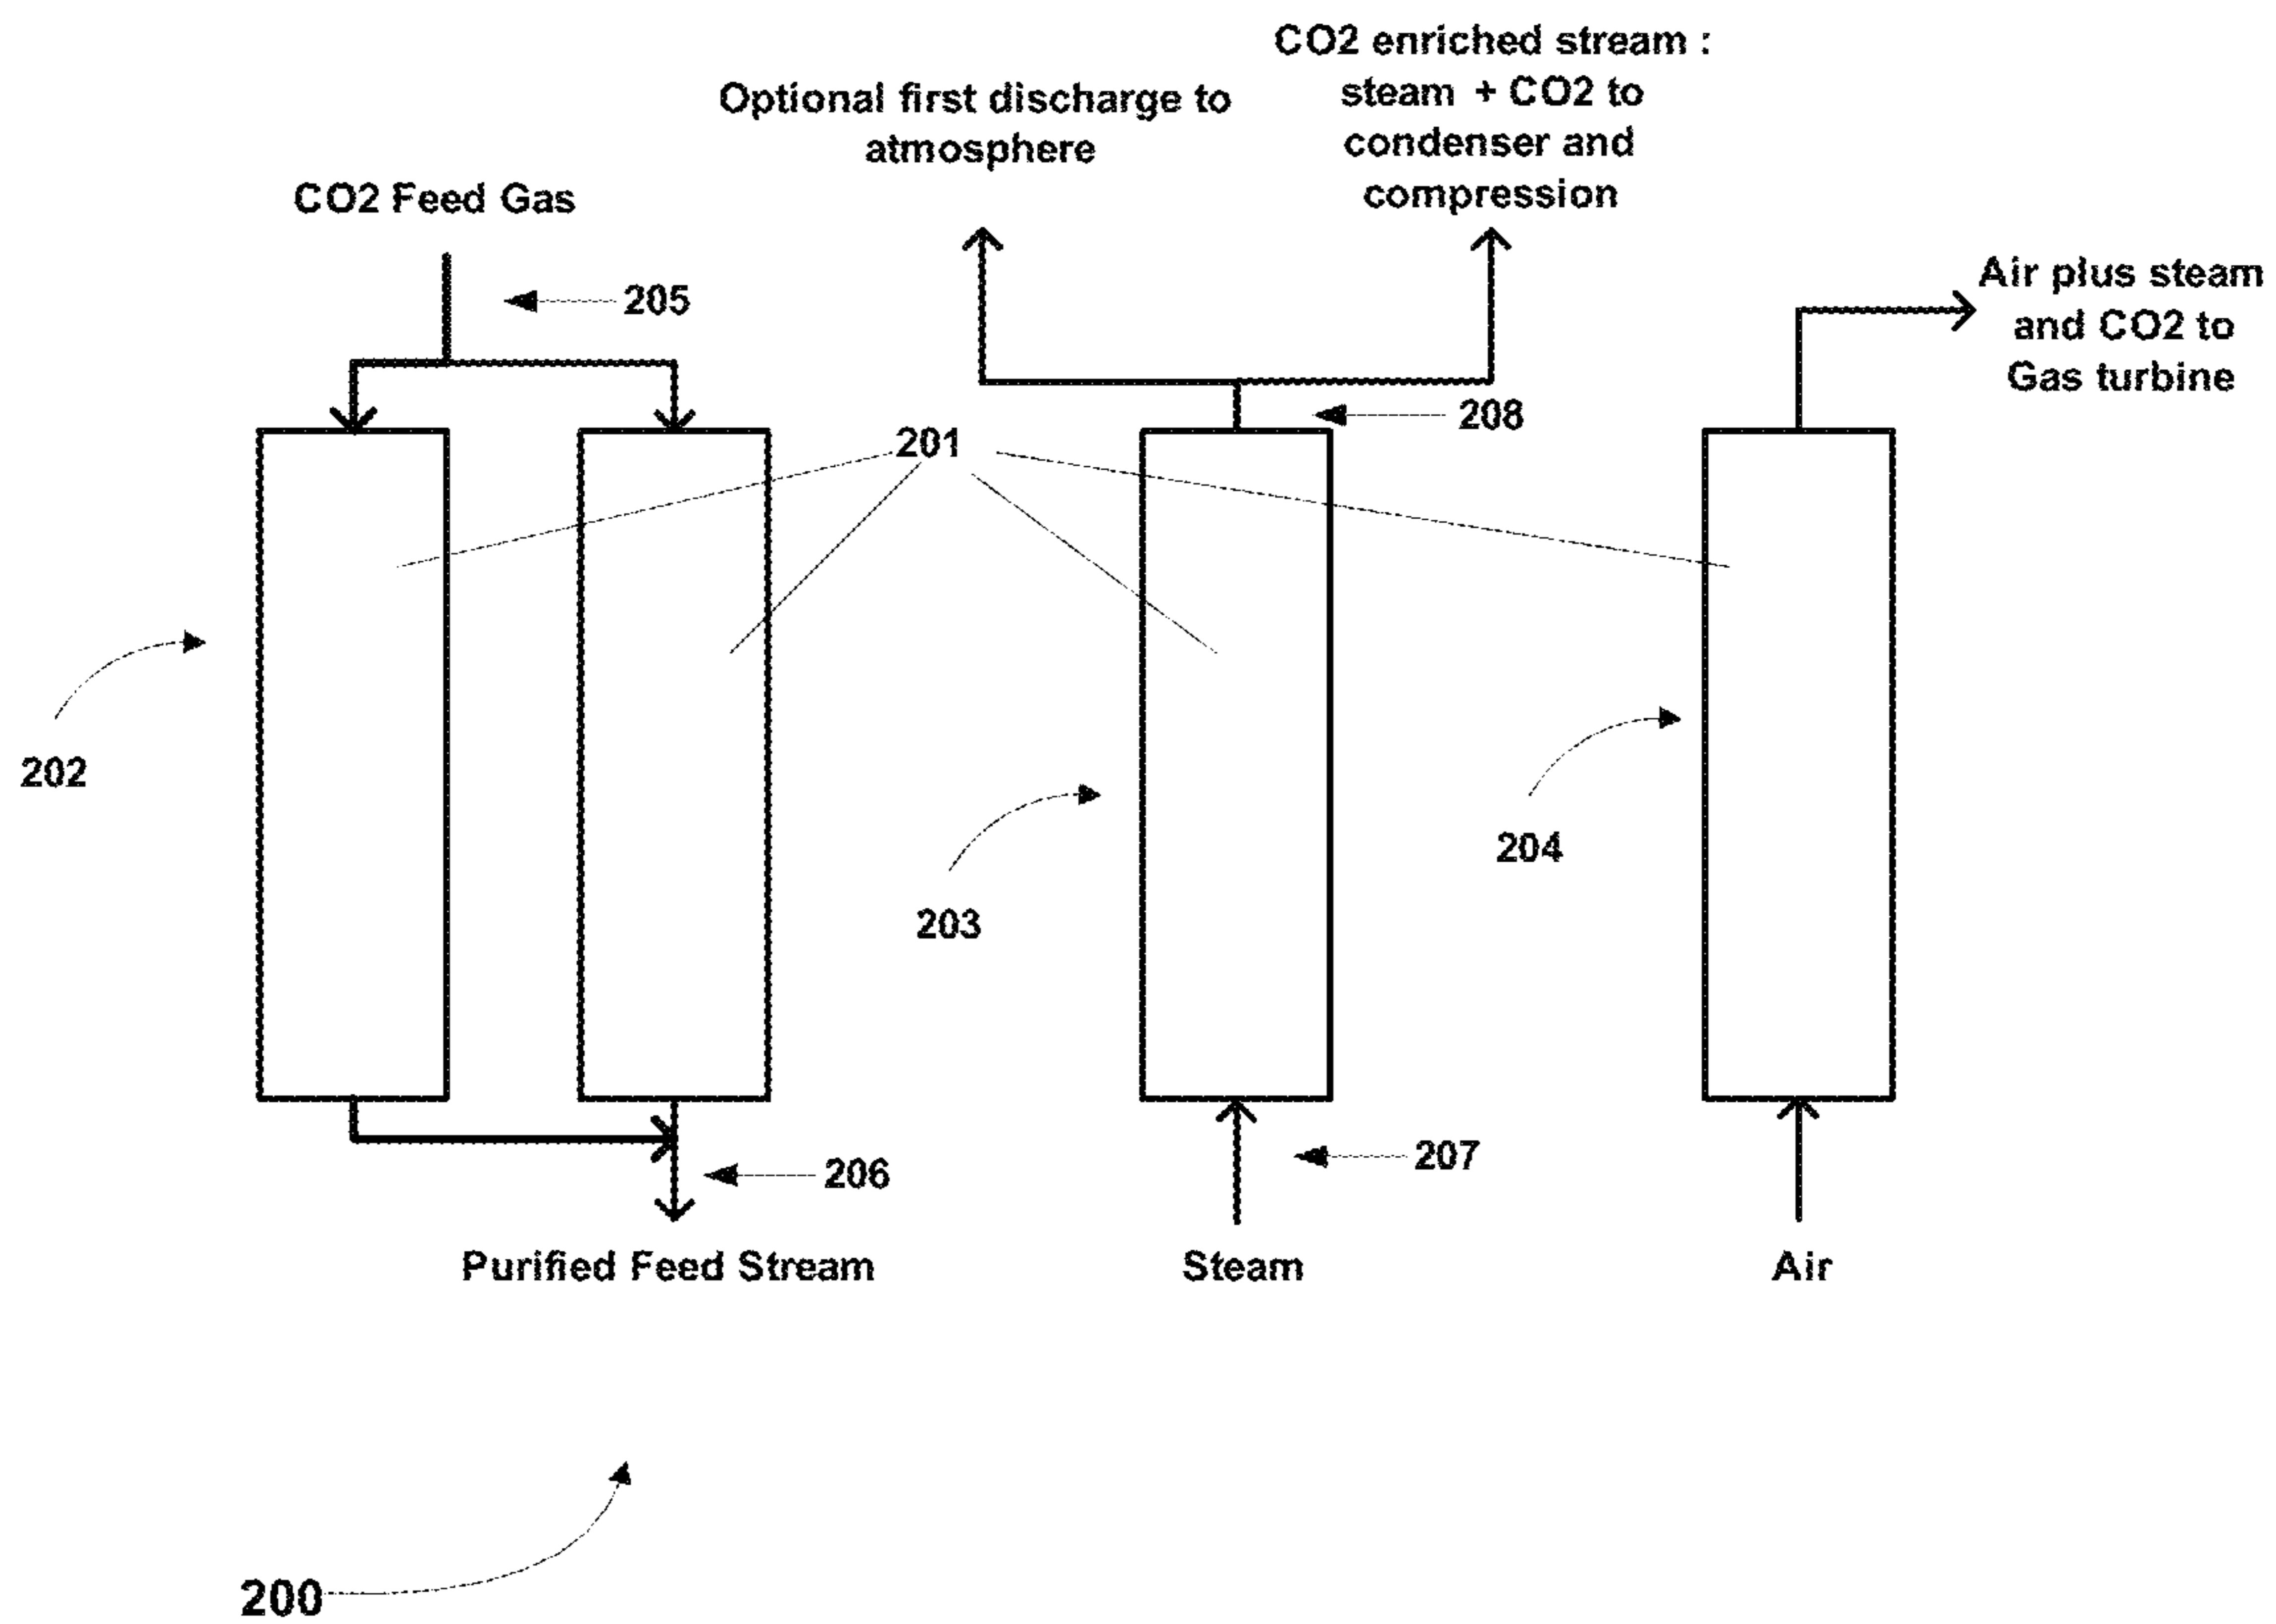 CO2 enriched stream :
steam + CO2 to
condenser and
compression
Optional first discharge to
atmosphere
CO2 Feed Gas
Air plus steam
and CO2 to
Gas turbine
205
208
201
202
203
204
206
207
Purified Feed Stream
Steam
Air
200